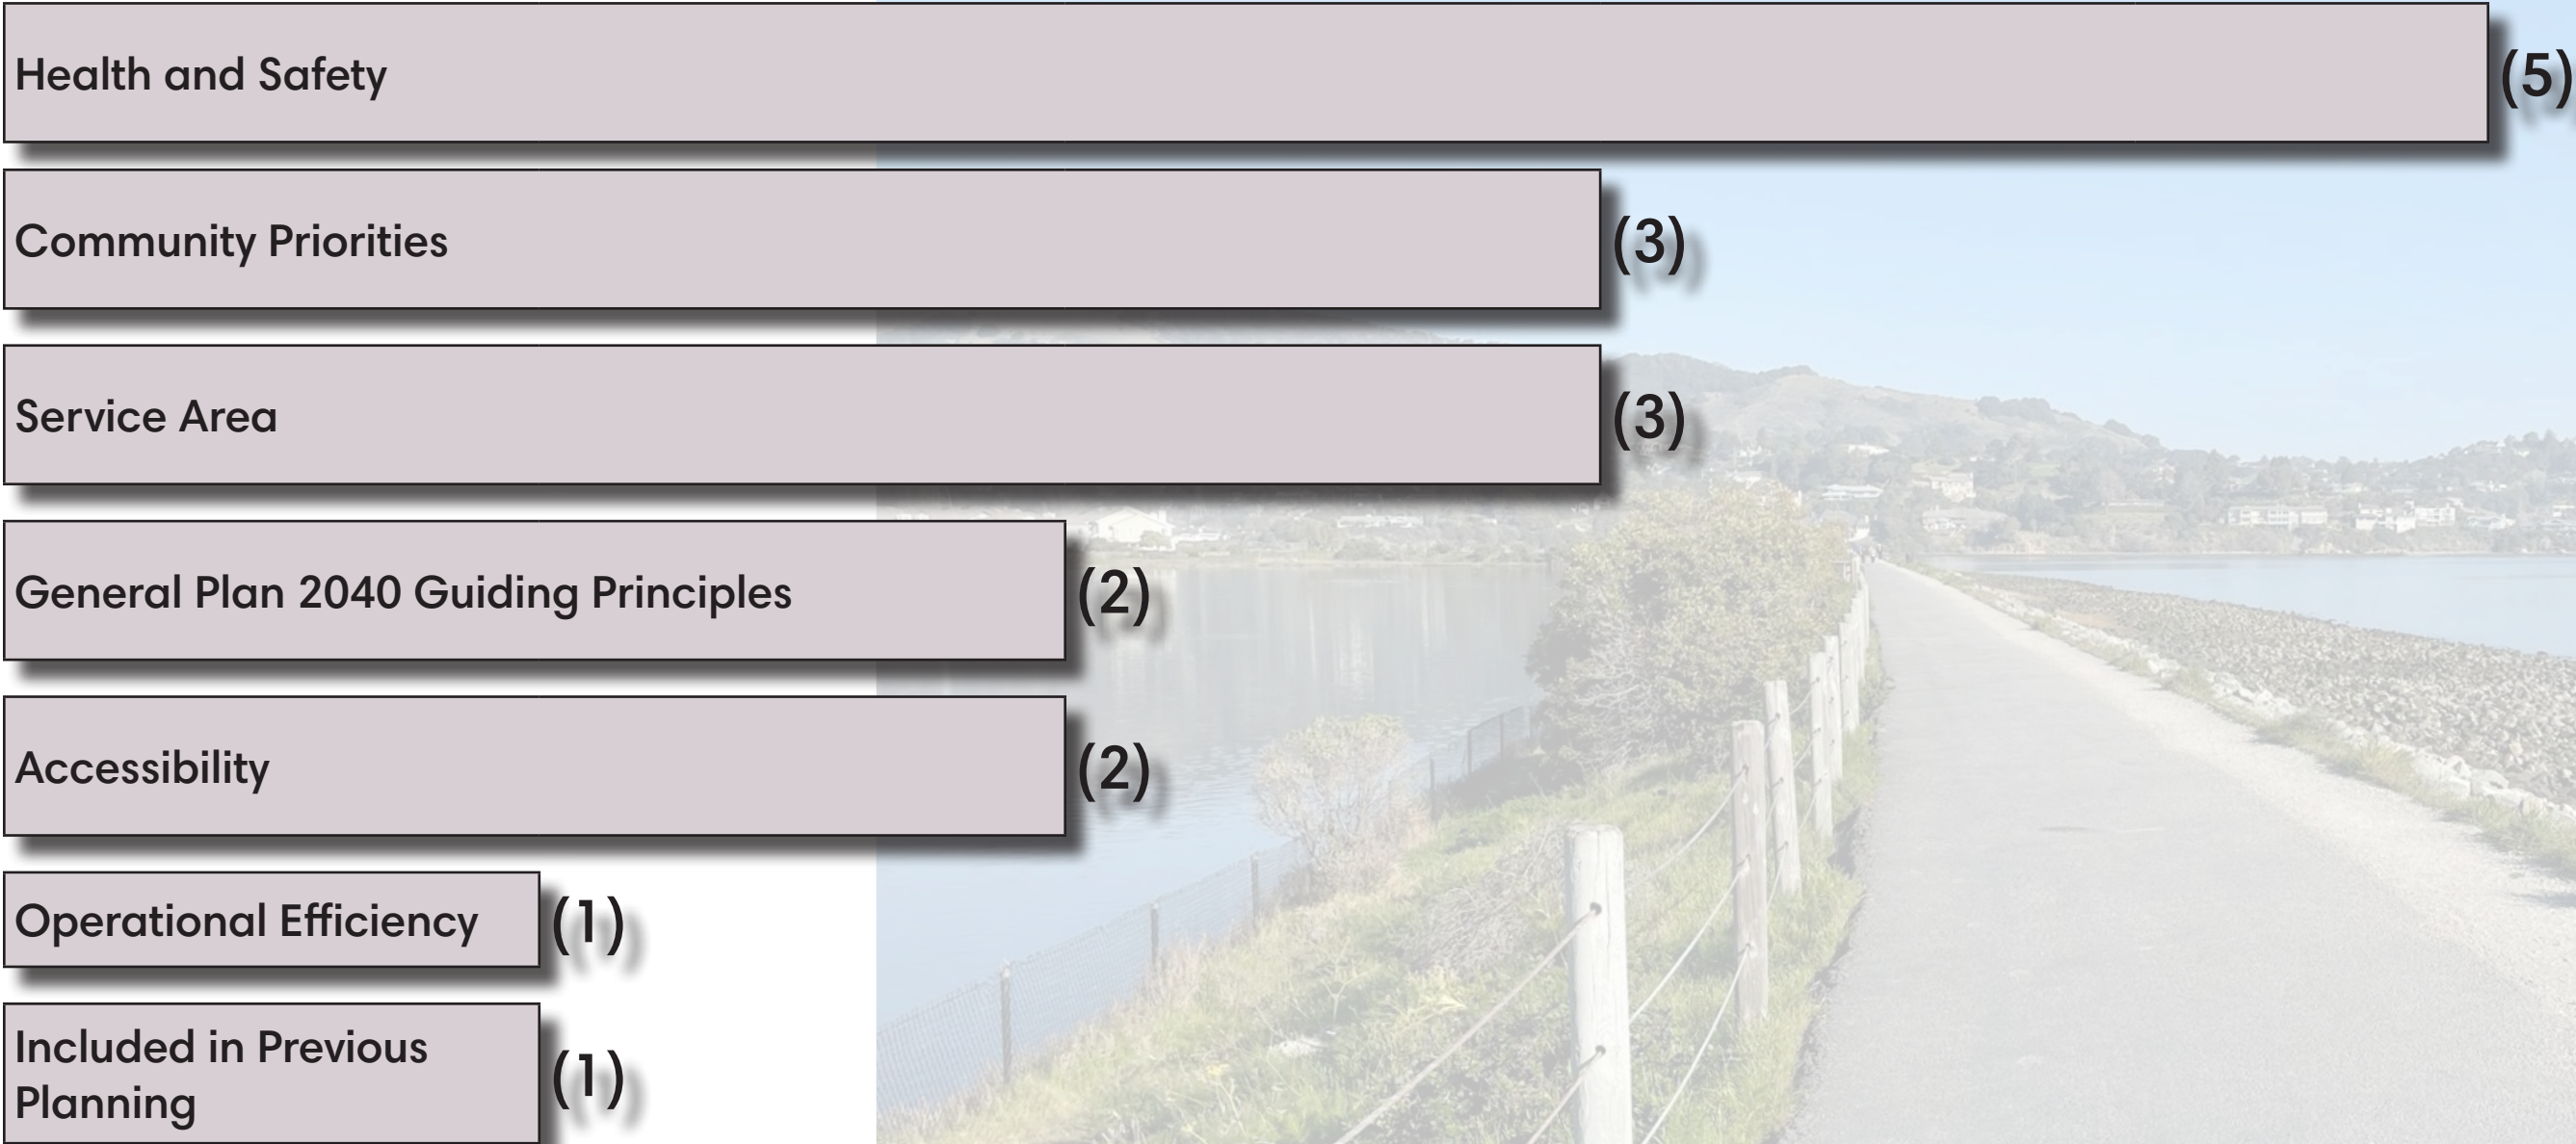 Health and Safety (5)
Community Priorities (3)
Service Area (3)
General Plan 2040 Guiding Principles (2)
Accessibility (2)
Operational Efficiency (1)
Included in Previous
Planning (1)